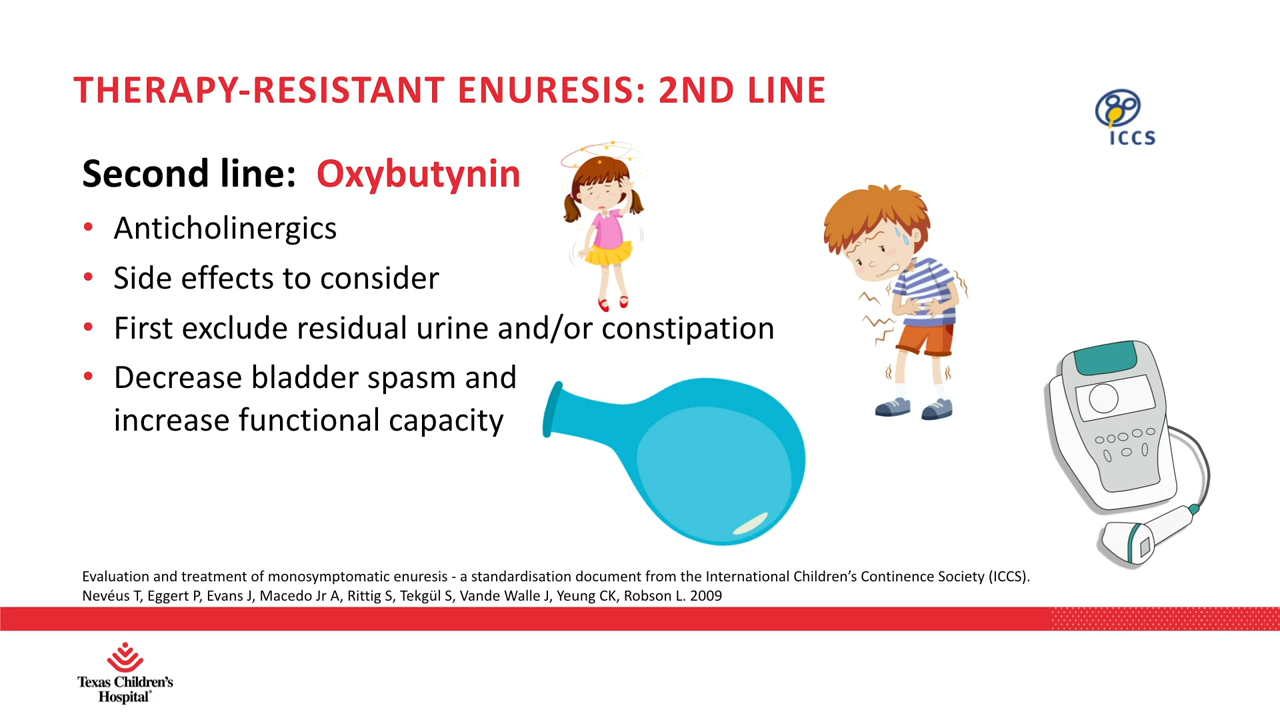 THERAPY-RESISTANT ENURESIS: 2ND LINE
ICCS
Second line: Oxybutynin
• Anticholinergics
• Side effects to consider
• First exclude residual urine and/or constipation
• Decrease bladder spasm and
increase functional capacity
Evaluation and treatment of monosymptomatic enuresis - a standardisation document from the International Children’s Continence Society (ICCS).
Nevéus T, Eggert P, Evans J, Macedo Jr A, Rittig S, Tekgül S, Vande Walle J, Yeung CK, Robson L. 2009
Texas Children's
Hospital®